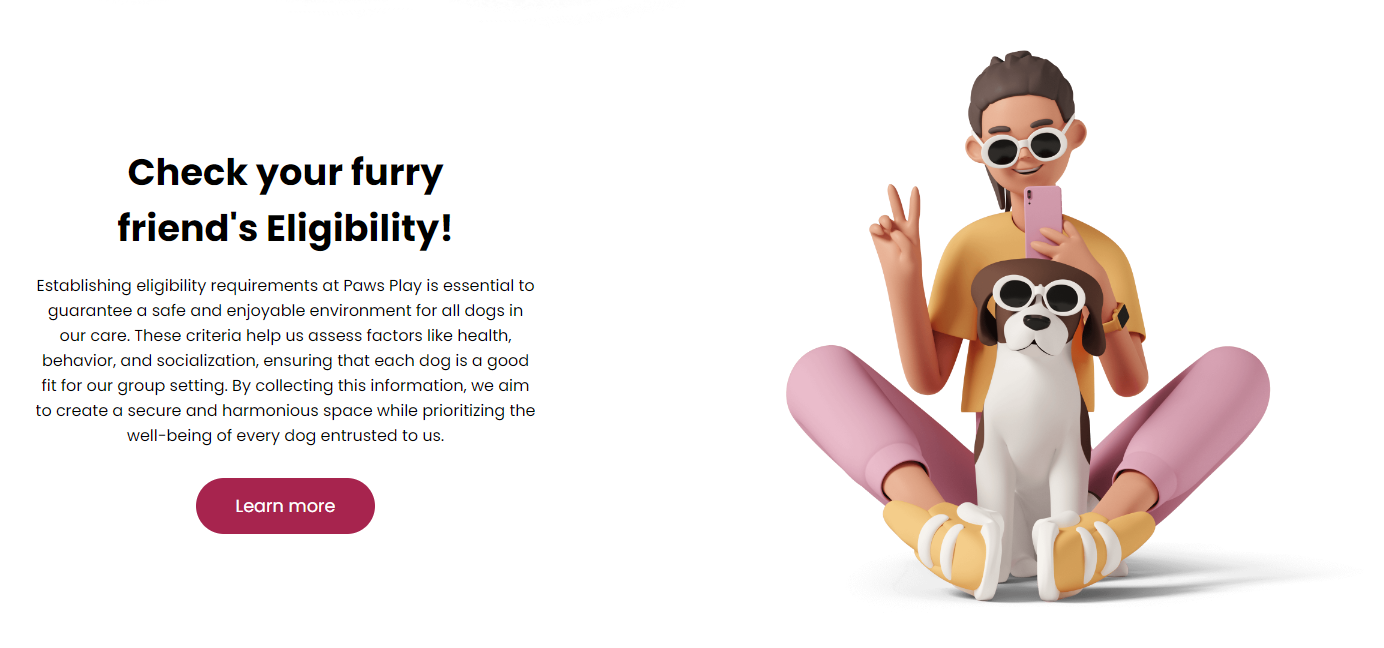 Check your furry
friend's Eligibility!
Establishing eligibility requirements at Paws Play is essential to
guarantee a safe and enjoyable environment for all dogs in
our care. These criteria help us assess factors like health,
behavior, and socialization, ensuring that each dog is a good
fit for our group setting. By collecting this information, we aim
to create a secure and harmonious space while prioritizing the
well-being of every dog entrusted to us.
Learn more